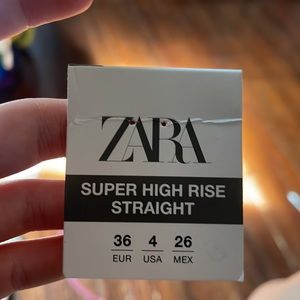 ZARA
SUPER HIGH RISE
STRAIGHT
36 4 26
EUR USA MEX